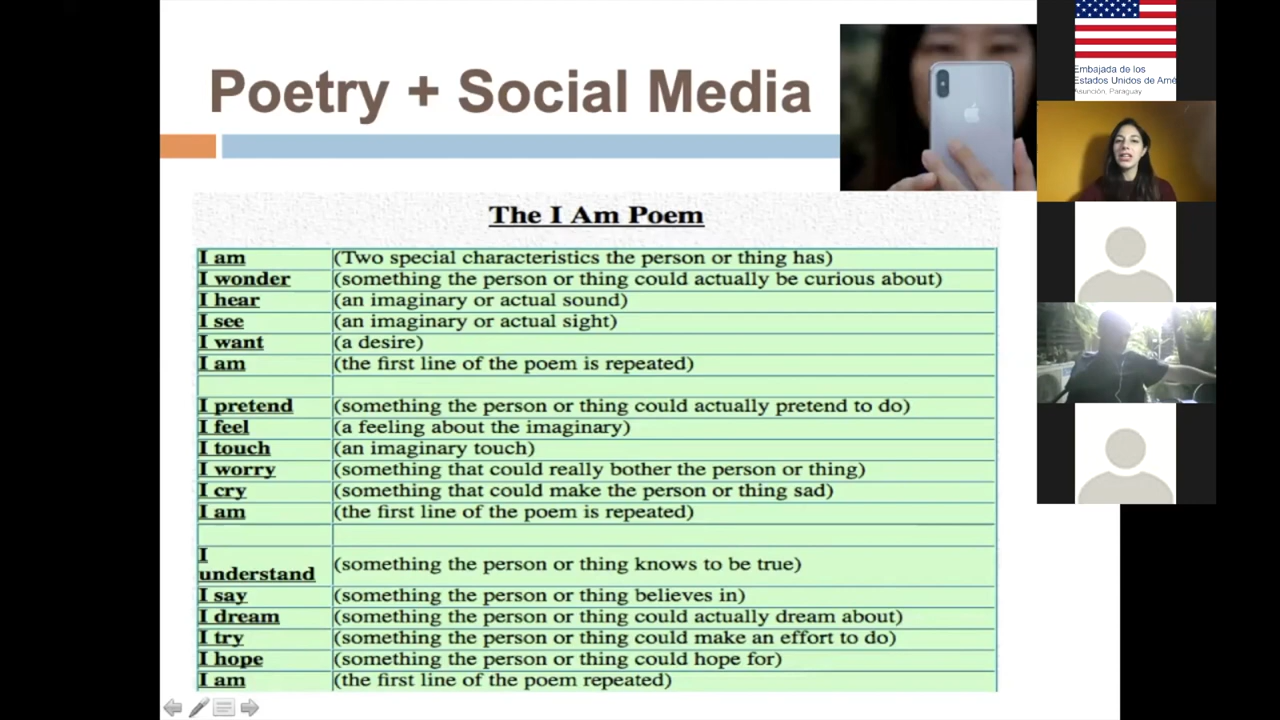 Poetry + Social Media
Embajada de los
Estados Unidos de Amé
Asunción, Paraguay
The I Am Poem
I am (Two special characteristics the person or thing has)
I wonder (something the person or thing could actually be curious about)
I hear (an imaginary or actual sound)
I see (an imaginary or actual sight)
I want (a desire)
I am (the first line of the poem is repeated)
I pretend (something the person or thing could actually pretend to do)
I feel (a feeling about the imaginary)
I touch (an imaginary touch)
I worry (something that could really bother the person or thing)
I cry (something that could make the person or thing sad)
I am (the first line of the poem is repeated)
I
understand (something the person or thing knows to be true)
I say (something the person or thing believes in)
I dream (something the person or thing could actually dream about)
I try (something the person or thing could make an effort to do)
I hope (something the person or thing could hope for)
I am (the first line of the poem repeated)